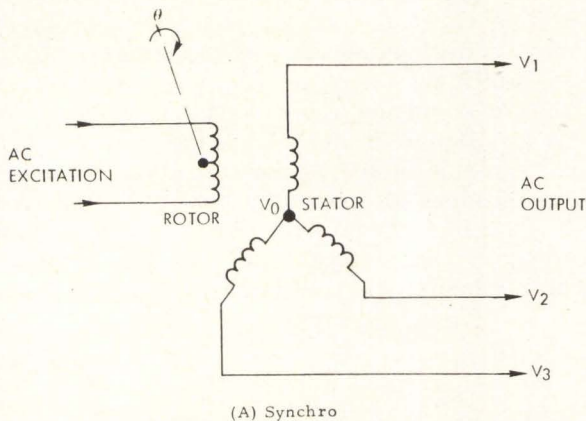 θ
V1
AC
EXCITATION
ROTOR
V0 STATOR
AC
OUTPUT
V2
V3
(A) Synchro